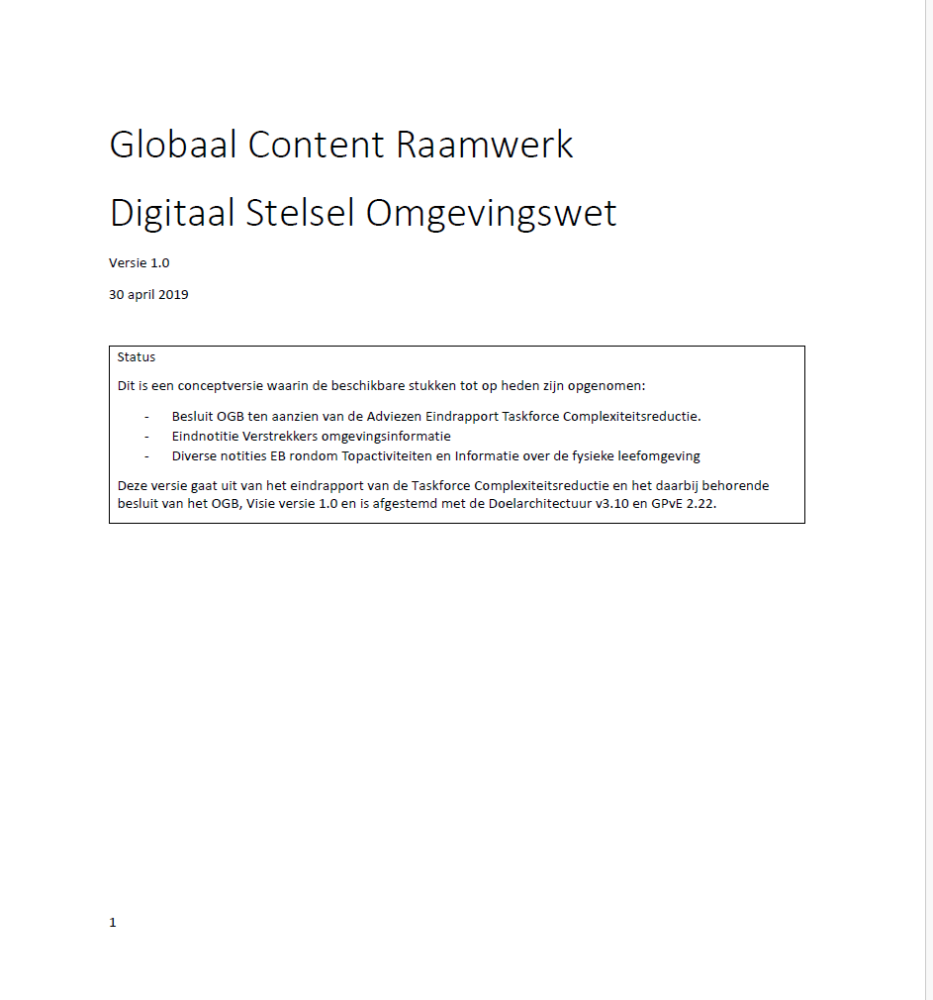 Globaal Content Raamwerk
Digitaal Stelsel Omgevingswet
Versie 1.0
30 april 2019
Status
Dit is een conceptversie waarin de beschikbare stukken tot op heden zijn opgenomen:
- Besluit OGB ten aanzien van de Adviezen Eindrapport Taskforce Complexiteitsreductie.
- Eindnotitie Verstrekkers omgevingsinformatie
- Diverse notities EB rondom Topactiviteiten en Informatie over de fysieke leefomgeving
Deze versie gaat uit van het eindrapport van de Taskforce Complexiteitsreductie en het daarbij behorende
besluit van het OGB, Visie versie 1.0 en is afgestemd met de Doelarchitectuur v3.10 en GPvE 2.22.
1